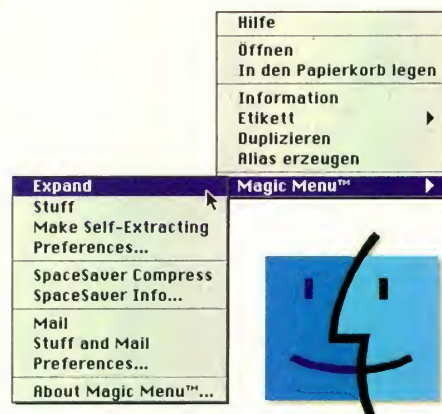 Hilfe
Öffnen
In den Papierkorb legen
Information
Etikett
Duplizieren
Alias erzeugen
Magic Menu™
Expand
Stuff
Make Self-Extracting
Preferences...
SpaceSaver Compress
SpaceSaver Info...
Mail
Stuff and Mail
Preferences...
About Magic Menu™...